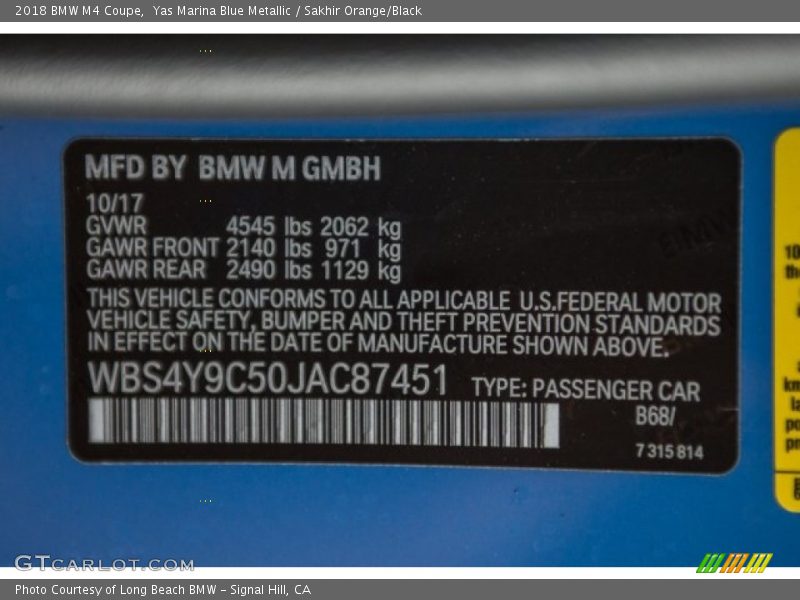 2018 BMW M4 Coupe,  Yas Marina Blue Metallic / Sakhir Orange/Black
MFD BY BMW M GMBH
10/17
GVWR 4545 lbs 2062 kg
GAWR FRONT 2140 lbs 971 kg
GAWR REAR 2490 lbs 1129 kg
THIS VEHICLE CONFORMS TO ALL APPLICABLE U.S.FEDERAL MOTOR
VEHICLE SAFETY, BUMPER AND THEFT PREVENTION STANDARDS
IN EFFECT ON THE DATE OF MANUFACTURE SHOWN ABOVE.
WBS4Y9C50JAC87451 TYPE: PASSENGER CAR
B68/
7 315 814
GTCARLOT.COM
Photo Courtesy of Long Beach BMW - Signal Hill, CA